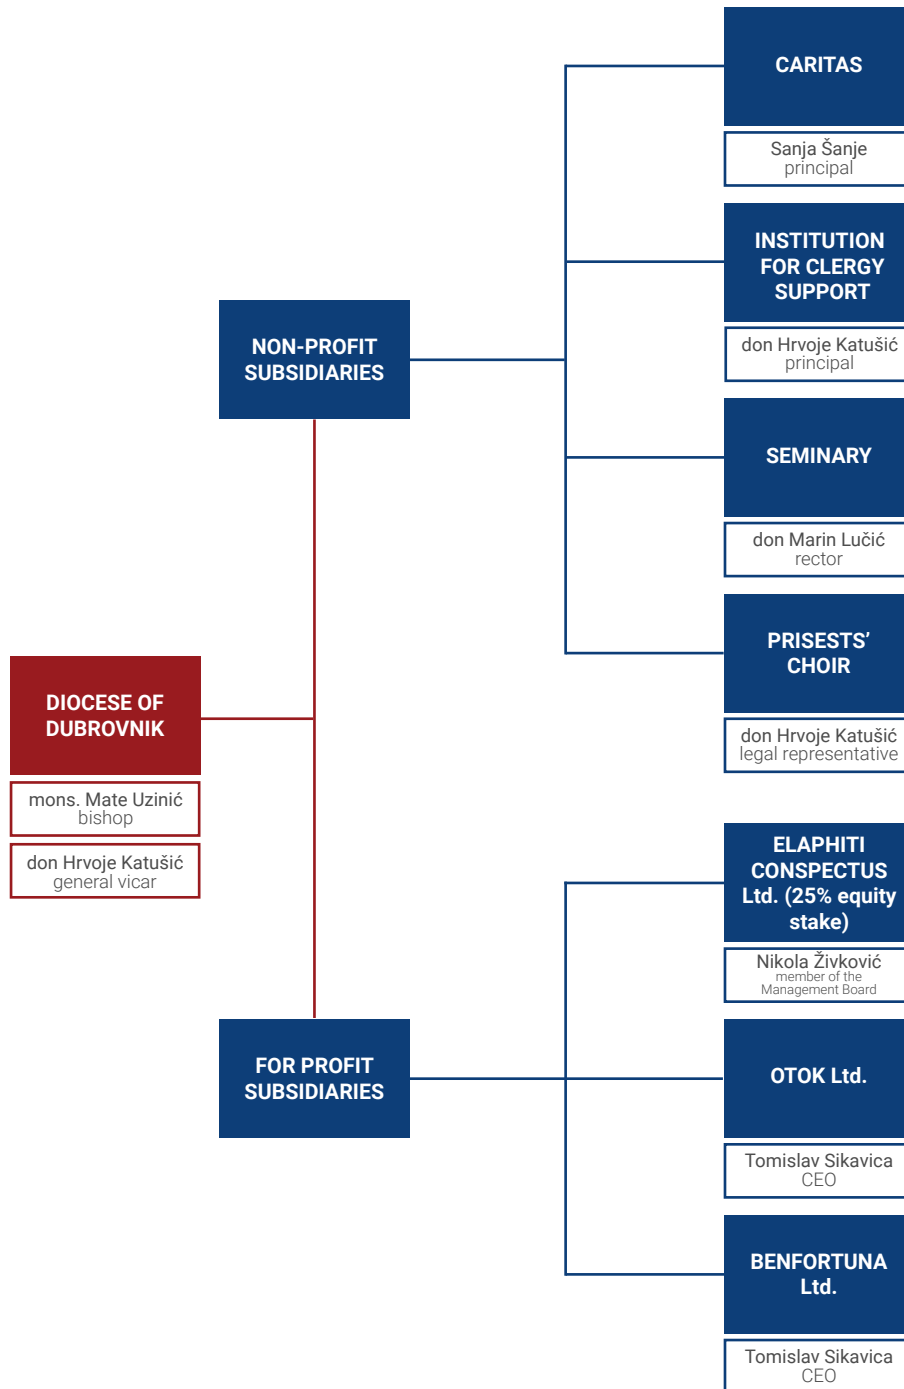 CARITAS
Sanja Šanje
principal
INSTITUTION
FOR CLERGY
SUPPORT
don Hrvoje Katušić
principal
NON-PROFIT
SUBSIDIARIES
SEMINARY
don Marin Lučić
rector
PRISESTS’
CHOIR
don Hrvoje Katušić
legal representative
DIOCESE OF
DUBROVNIK
mons. Mate Uzinić
bishop
don Hrvoje Katušić
general vicar
ELAPHITI
CONSPECTUS
Ltd. (25% equity
stake)
Nikola Živković
member of the
Management Board
FOR PROFIT
SUBSIDIARIES
OTOK Ltd.
Tomislav Sikavica
CEO
BENFORTUNA
Ltd.
Tomislav Sikavica
CEO